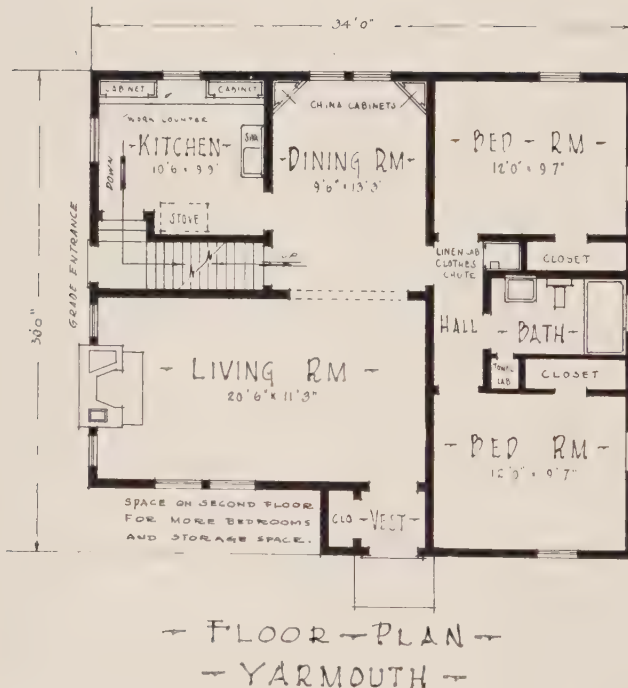 34'0"
CABINET
CABINET
WORK COUNTER
SINK
- KITCHEN -
10'6 x 9'9"
DOWN
STOVE
UP
CHINA CABINETS
- DINING RM -
9'6" x 13'3"
- BED - RM -
12'0" x 9'7"
LINEN CAB
CLOTHES
CHUTE
CLOSET
GRADE ENTRANCE
HALL
- BATH -
TOWEL
CAB
CLOSET
- LIVING RM -
20'6" x 11'3"
- BED RM -
12'0" x 9'7"
SPACE ON SECOND FLOOR
FOR MORE BEDROOMS
AND STORAGE SPACE.
CLO
- VEST -
30'0"
- FLOOR - PLAN -
- YARMOUTH -